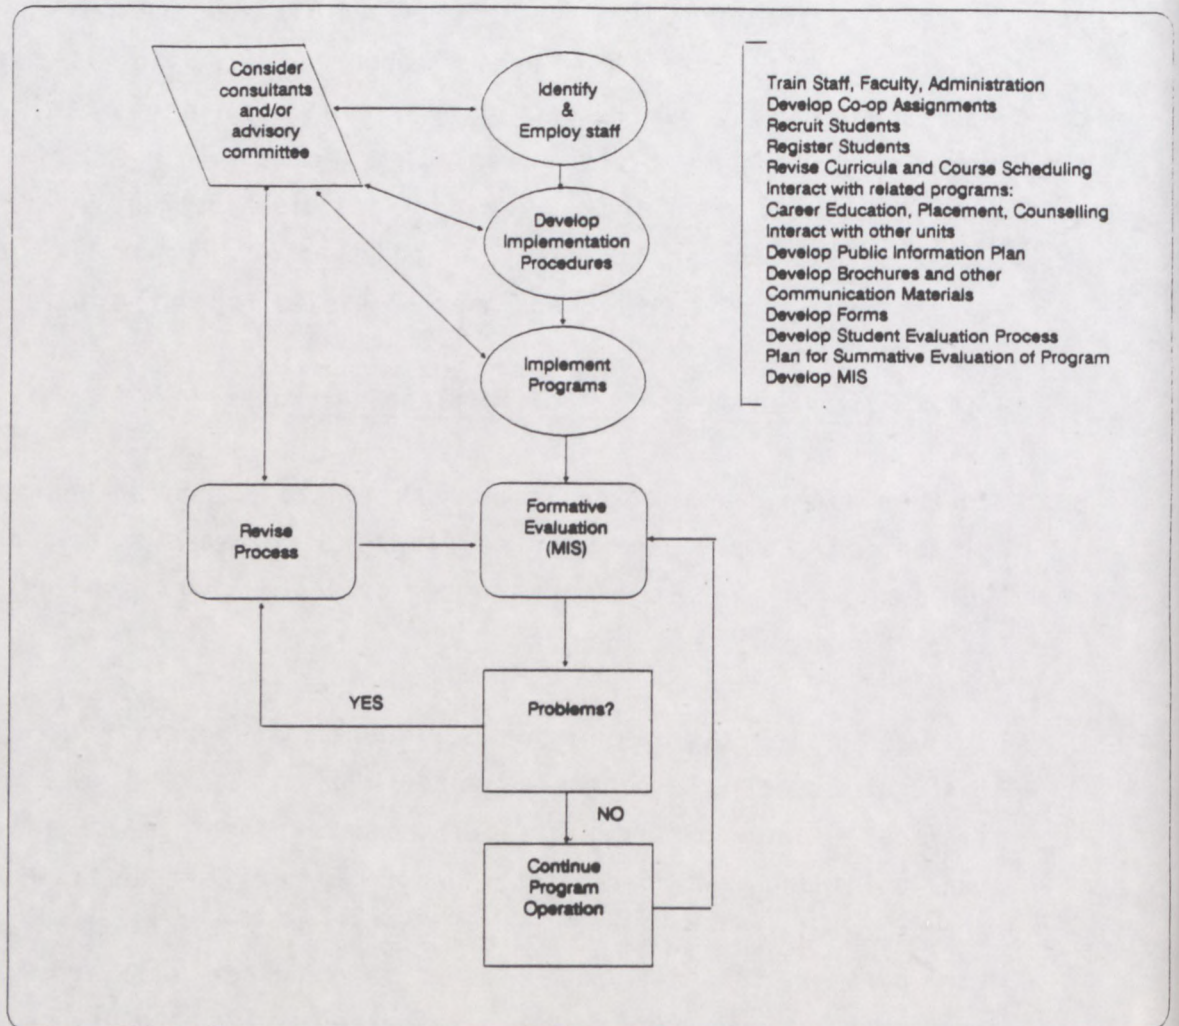 Consider
consultants
and/or
advisory
committee
Identify
&
Employ staff
Develop
Implementation
Procedures
Implement
Programs
Revise
Process
Formative
Evaluation
(MIS)
YES
Problems?
NO
Continue
Program
Operation
Train Staff, Faculty, Administration
Develop Co-op Assignments
Recruit Students
Register Students
Revise Curricula and Course Scheduling
Interact with related programs:
Career Education, Placement, Counselling
Interact with other units
Develop Public Information Plan
Develop Brochures and other
Communication Materials
Develop Forms
Develop Student Evaluation Process
Plan for Summative Evaluation of Program
Develop MIS